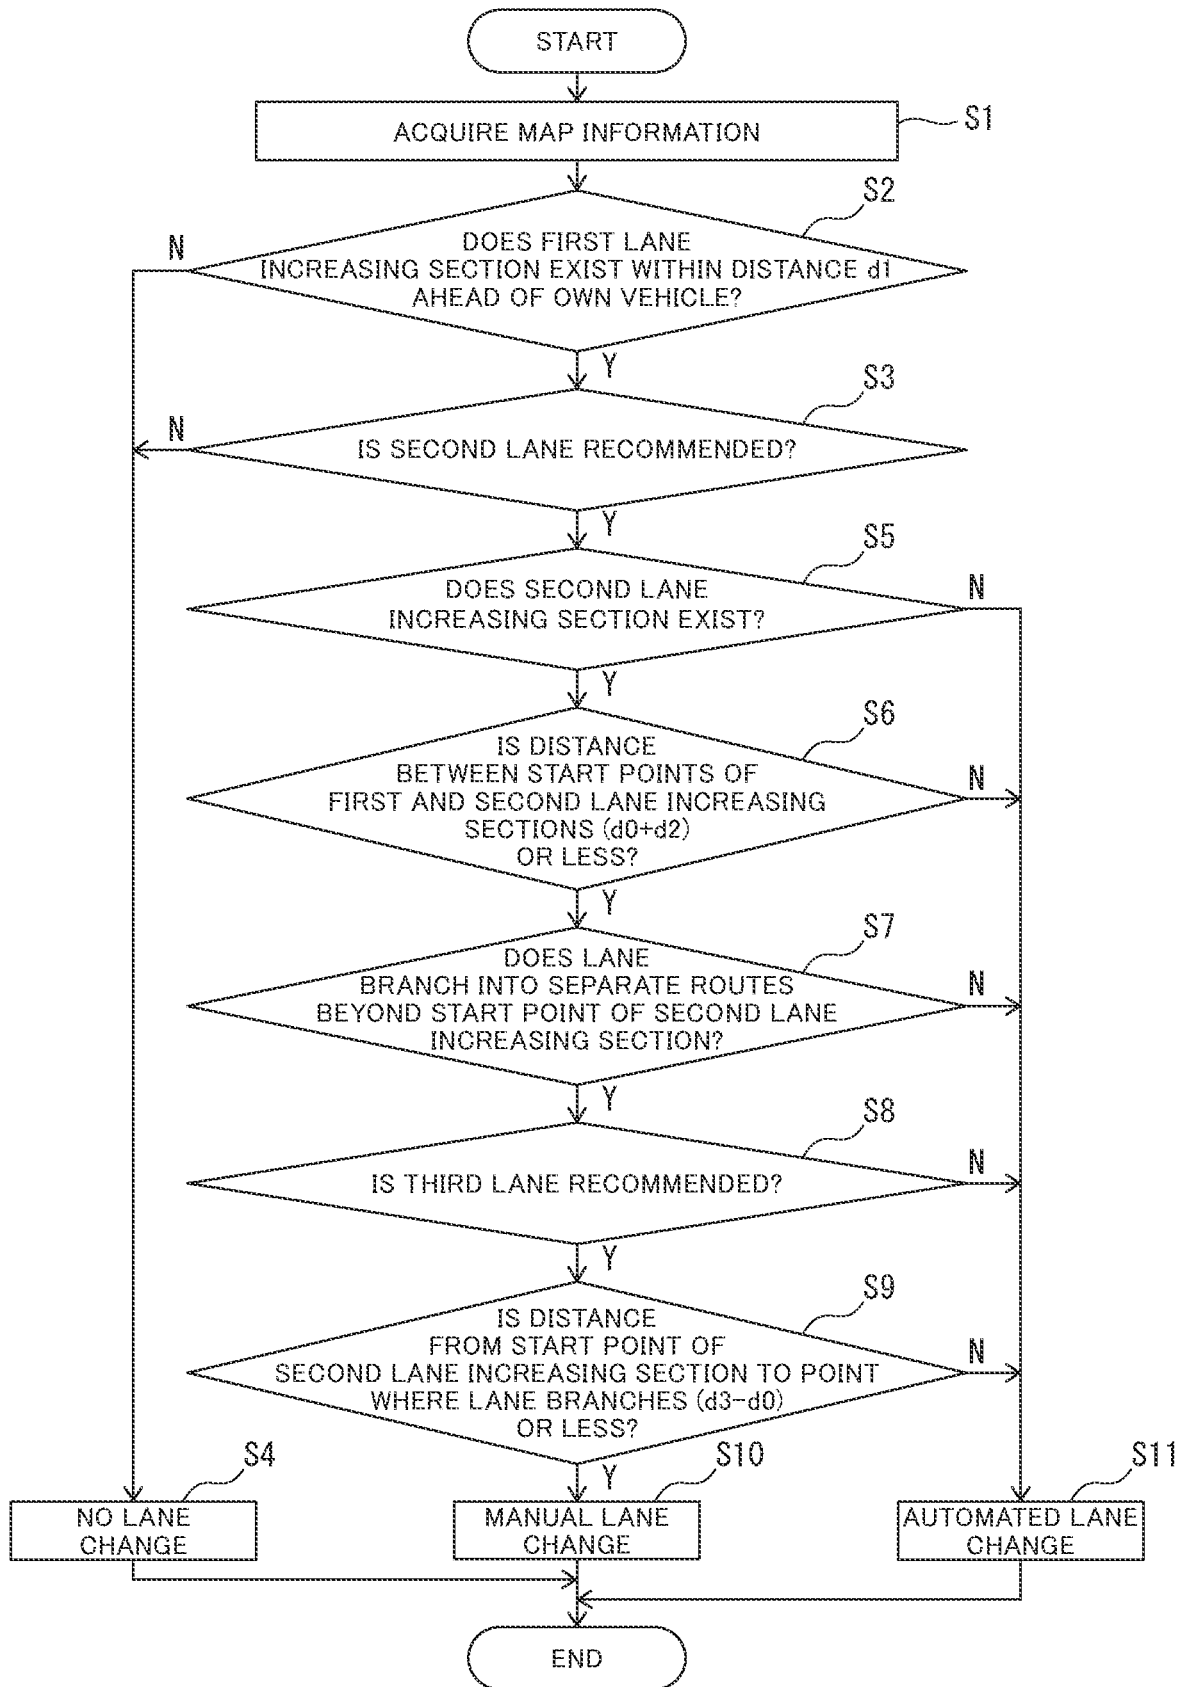 START
ACQUIRE MAP INFORMATION
S1
S2
N
DOES FIRST LANE
INCREASING SECTION EXIST WITHIN DISTANCE d1
AHEAD OF OWN VEHICLE?
Y
S3
N
IS SECOND LANE RECOMMENDED?
Y
S5
DOES SECOND LANE
INCREASING SECTION EXIST?
N
Y
S6
IS DISTANCE
BETWEEN START POINTS OF
FIRST AND SECOND LANE INCREASING
SECTIONS (d0+d2)
OR LESS?
N
Y
S7
DOES LANE
BRANCH INTO SEPARATE ROUTES
BEYOND START POINT OF SECOND LANE
INCREASING SECTION?
N
Y
S8
IS THIRD LANE RECOMMENDED?
N
Y
S9
IS DISTANCE
FROM START POINT OF
SECOND LANE INCREASING SECTION TO POINT
WHERE LANE BRANCHES (d3-d0)
OR LESS?
N
Y
S4
NO LANE
CHANGE
S10
MANUAL LANE
CHANGE
S11
AUTOMATED LANE
CHANGE
END